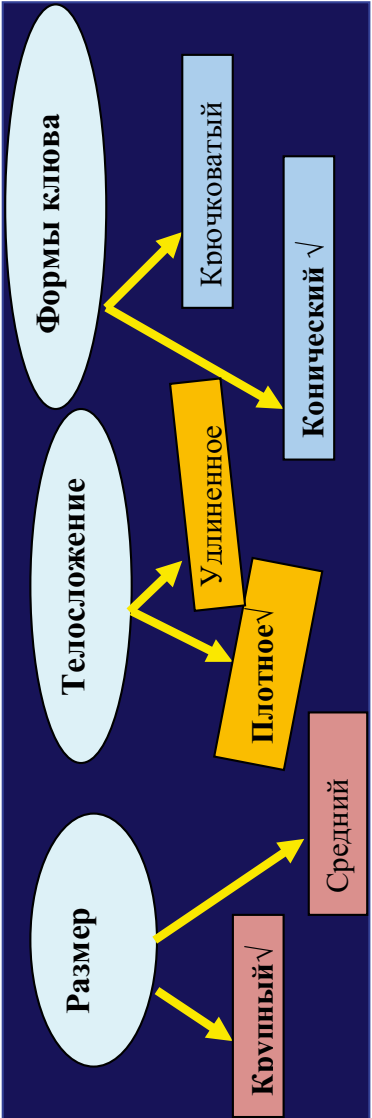 Размер
Крупный√
Средний
Телосложение
Плотное√
Удлиненное
Формы клюва
Конический √
Крючковатый